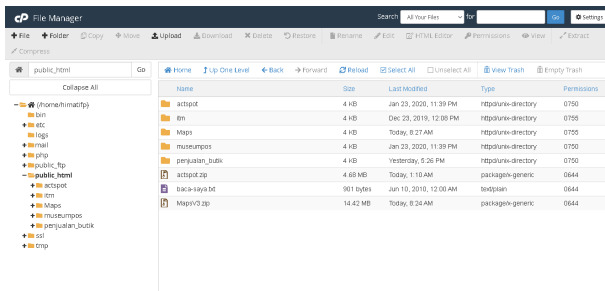 cP File Manager
Search All Your Files for Go Settings
+ File + Folder Copy Move Upload Download Delete Restore Rename Edit HTML Editor Permissions View Extract
Compress
public_html Go
Home Up One Level Back Forward Reload Select All Unselect All View Trash Empty Trash
Collapse All
Name Size Last Modified Type Permissions
(/home/himatifp)
bin
etc
logs
mail
php
public_ftp
public_html
actspot
itm
Maps
museumpos
penjualan_butik
ssl
tmp
actspot 4 KB Jan 23, 2020, 11:39 PM httpd/unix-directory 0750
itm 4 KB Dec 23, 2019, 12:08 PM httpd/unix-directory 0755
Maps 4 KB Today, 8:27 AM httpd/unix-directory 0755
museumpos 4 KB Jan 23, 2020, 11:39 PM httpd/unix-directory 0750
penjualan_butik 4 KB Yesterday, 5:26 PM httpd/unix-directory 0750
actspot.zip 4.68 MB Today, 1:10 AM package/x-generic 0644
baca-saya.txt 901 bytes Jun 10, 2010, 12:00 AM text/plain 0644
MapsV3.zip 14.42 MB Today, 8:24 AM package/x-generic 0644